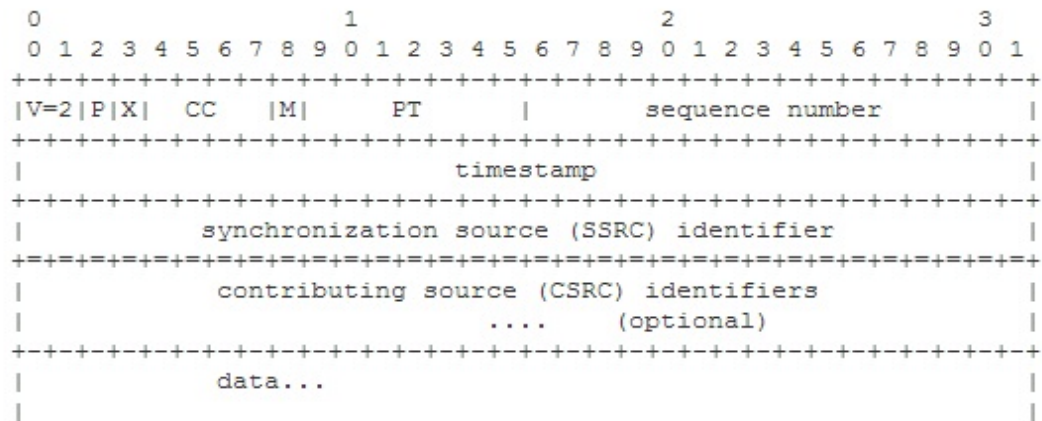 0                   1                   2                   3
 0 1 2 3 4 5 6 7 8 9 0 1 2 3 4 5 6 7 8 9 0 1 2 3 4 5 6 7 8 9 0 1
+-+-+-+-+-+-+-+-+-+-+-+-+-+-+-+-+-+-+-+-+-+-+-+-+-+-+-+-+-+-+-+-+
|V=2|P|X|  CC   |M|     PT      |       sequence number         |
+-+-+-+-+-+-+-+-+-+-+-+-+-+-+-+-+-+-+-+-+-+-+-+-+-+-+-+-+-+-+-+-+
|                           timestamp                           |
+-+-+-+-+-+-+-+-+-+-+-+-+-+-+-+-+-+-+-+-+-+-+-+-+-+-+-+-+-+-+-+-+
|           synchronization source (SSRC) identifier            |
+=+=+=+=+=+=+=+=+=+=+=+=+=+=+=+=+=+=+=+=+=+=+=+=+=+=+=+=+=+=+=+=+
|            contributing source (CSRC) identifiers             |
|                             ....    (optional)                |
+-+-+-+-+-+-+-+-+-+-+-+-+-+-+-+-+-+-+-+-+-+-+-+-+-+-+-+-+-+-+-+-+
|            data...                                            |
|                                                               |